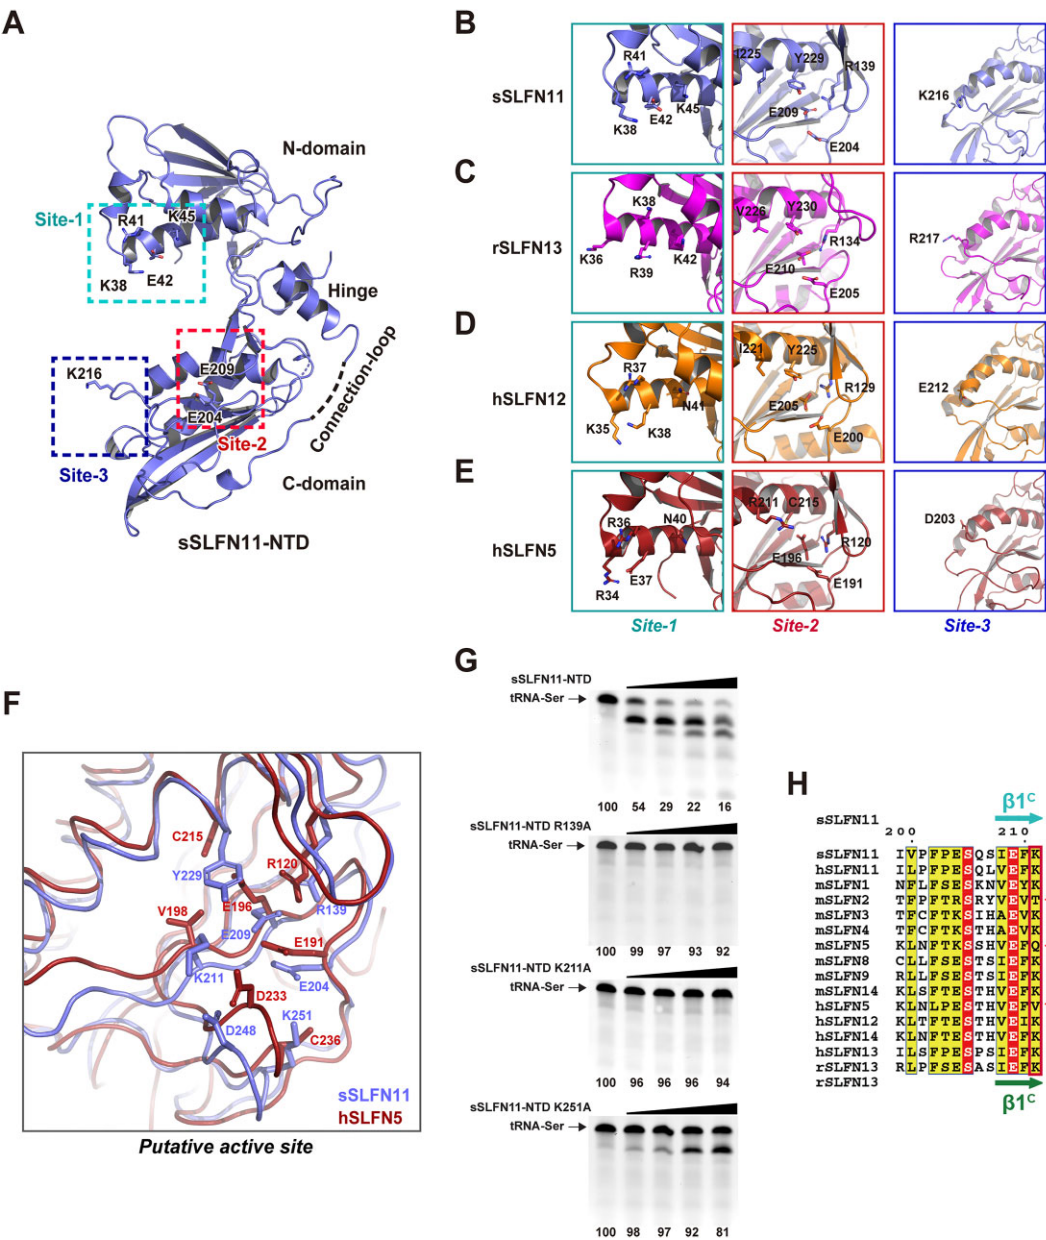 A
N-domain
Site-1
R41
K45
K38
E42
Hinge
K216
E209
E204
Connection-loop
Site-2
Site-3
C-domain
sSLFN11-NTD
B
sSLFN11
R41
K38
E42
K45
I225
Y229
R139
E209
E204
K216
C
rSLFN13
K38
K36
R39
K42
V226
Y230
R134
E210
E205
R217
D
hSLFN12
R37
N41
K35
K38
I221
Y225
R129
E205
E200
E212
E
hSLFN5
R36
N40
E37
R34
R211
C215
R120
E196
E191
D203
Site-1
Site-2
Site-3
F
C215
Y229
R120
E196
R139
V198
E209
E191
K211
E204
D233
D248
K251
C236
sSLFN11
hSLFN5
Putative active site
G
sSLFN11-NTD
tRNA-Ser
100 54 29 22 16
sSLFN11-NTD R139A
tRNA-Ser
100 99 97 93 92
sSLFN11-NTD K211A
tRNA-Ser
100 96 96 96 94
sSLFN11-NTD K251A
tRNA-Ser
100 98 97 92 81
H
β1C
sSLFN11
200 210
sSLFN11 IVPFPESQSIEFK
hSLFN11 ILPFPESQLVEFK
mSLFN1 NFLFSESKNVEYK
mSLFN2 TPFTRSRYVEVT
mSLFN3 TFCFTKSIHAEVK
mSLFN4 TFCFTESTHAEVK
mSLFN5 KLNFTKSSHVEFQ
mSLFN8 CLLFSESIHIEFK
mSLFN9 RLLFSESTHIEFK
mSLFN14 KLSFTESTHVEFK
hSLFN5 KLNLPESTHVEFV
hSLFN12 KLTFTESTHVEIK
hSLFN14 KLNFTESTHVEFK
hSLFN13 ILSFPESPSIEFK
rSLFN13 RLPFSESASIEFK
rSLFN13
β1C